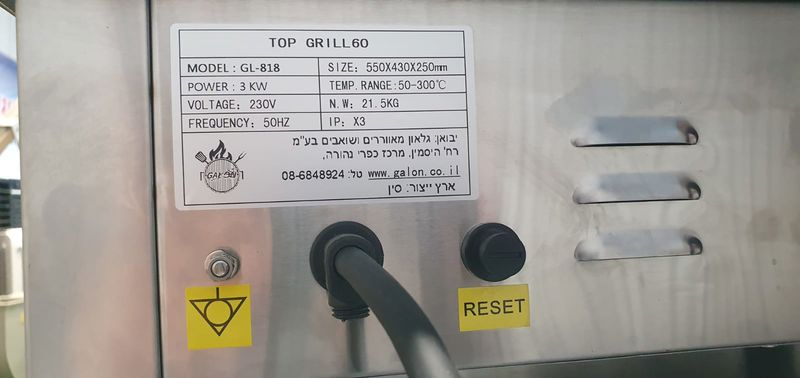 TOP GRILL60
MODEL: GL-818
SIZE: 550X430X250mm
POWER: 3 KW
TEMP. RANGE: 50-300℃
VOLTAGE: 230V
N.W: 21.5KG
FREQUENCY: 50HZ
IP: X3
יבואן: גלאון מאווררים ושואבים בע"מ
רח' היסמין, מרכז כפרי נהורה,
www.galon.co.il טל: 08-6848924
ארץ ייצור: סין
GALON
RESET